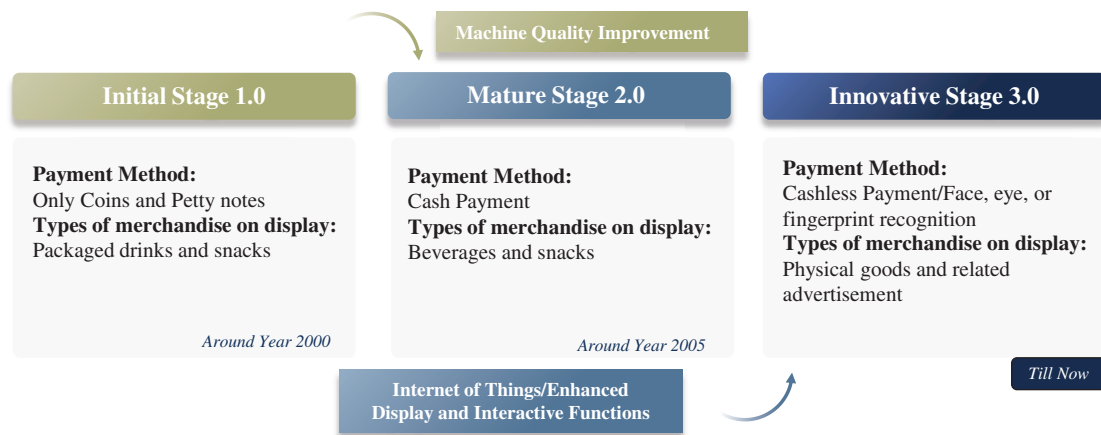 Machine Quality Improvement
Initial Stage 1.0
Mature Stage 2.0
Innovative Stage 3.0
Payment Method:
Only Coins and Petty notes
Types of merchandise on display:
Packaged drinks and snacks
Around Year 2000
Payment Method:
Cash Payment
Types of merchandise on display:
Beverages and snacks
Around Year 2005
Payment Method:
Cashless Payment/Face, eye, or
fingerprint recognition
Types of merchandise on display:
Physical goods and related
advertisement
Till Now
Internet of Things/Enhanced
Display and Interactive Functions